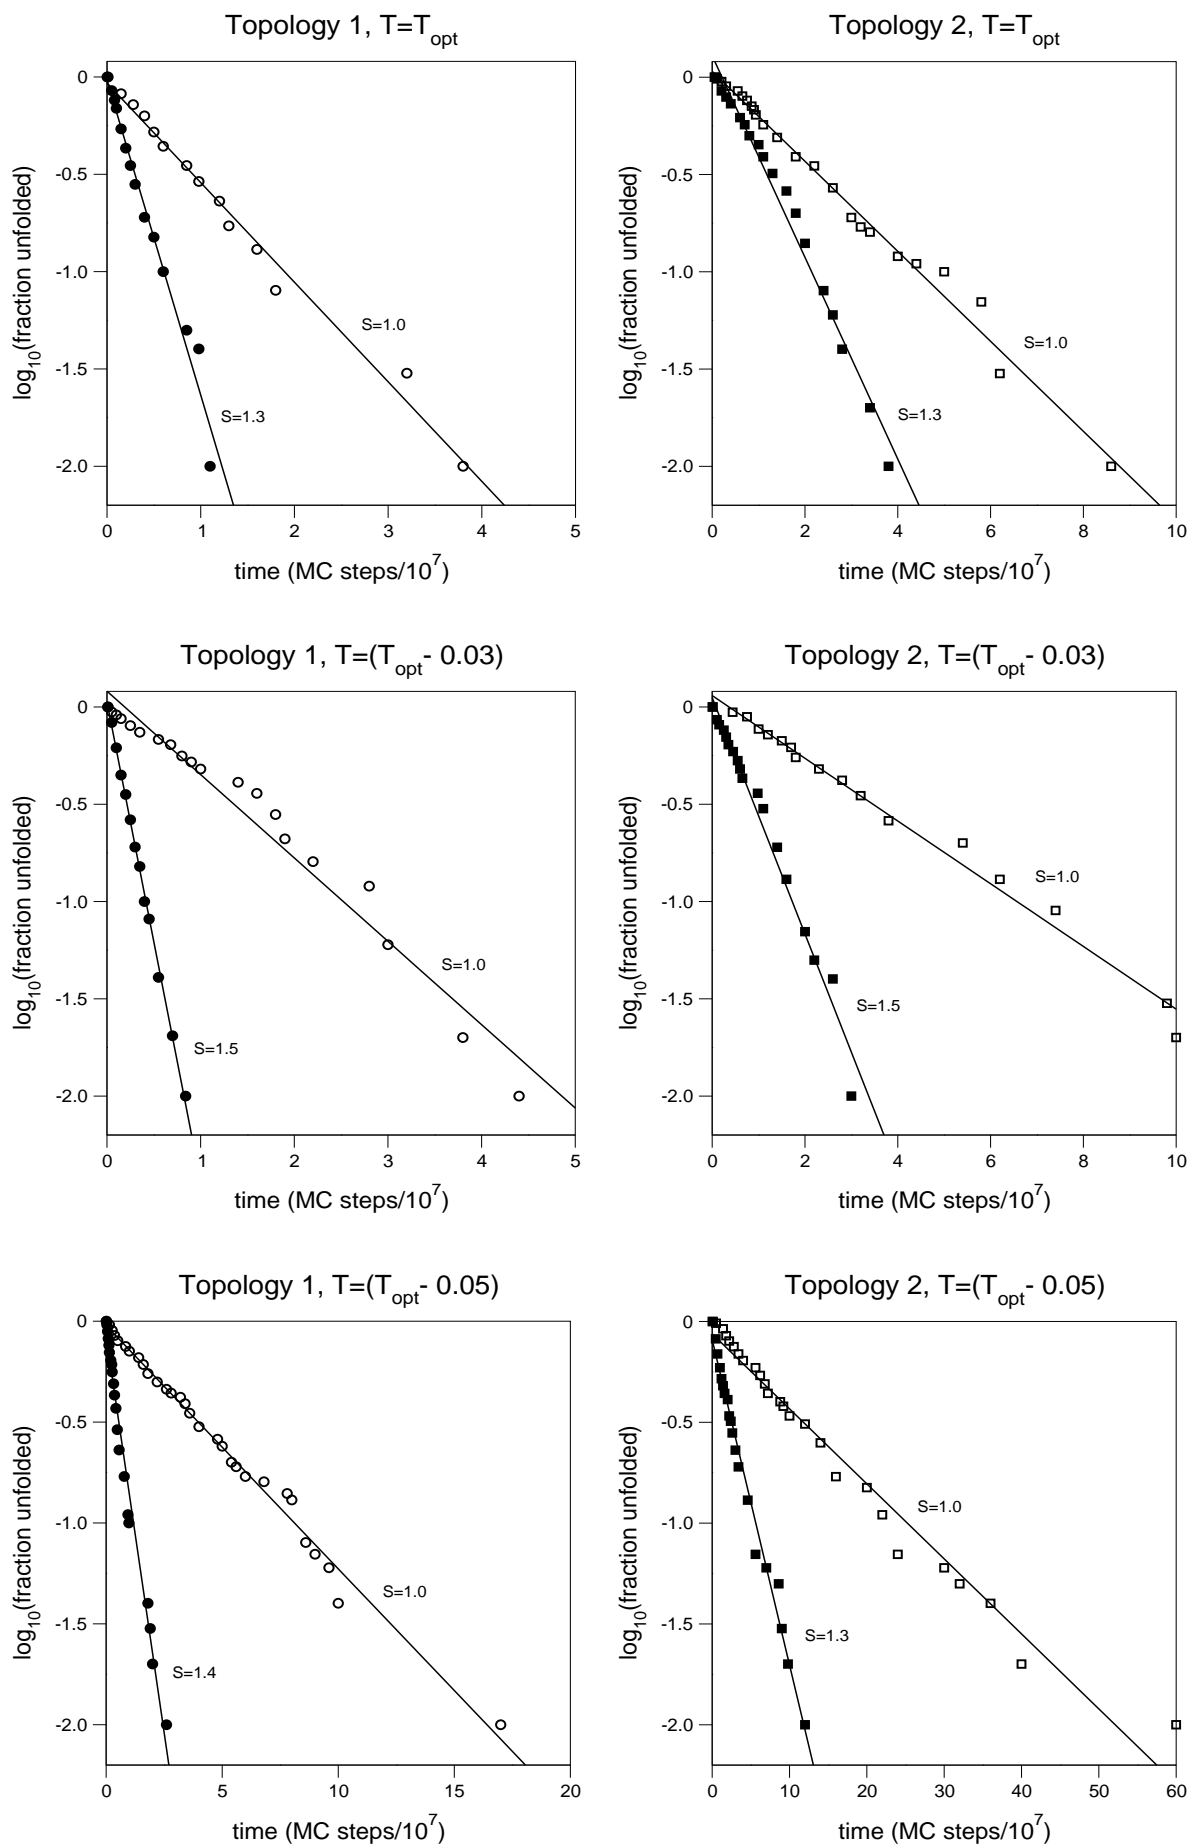 Topology 1, T=T_opt
0
-0.5
-1.0
-1.5
-2.0
log10(fraction unfolded)
S=1.0
S=1.3
0 1 2 3 4 5
time (MC steps/10^7)
Topology 2, T=T_opt
0
-0.5
-1.0
-1.5
-2.0
log10(fraction unfolded)
S=1.0
S=1.3
0 2 4 6 8 10
time (MC steps/10^7)
Topology 1, T=(T_opt- 0.03)
0
-0.5
-1.0
-1.5
-2.0
log10(fraction unfolded)
S=1.0
S=1.5
0 1 2 3 4 5
time (MC steps/10^7)
Topology 2, T=(T_opt- 0.03)
0
-0.5
-1.0
-1.5
-2.0
log10(fraction unfolded)
S=1.0
S=1.5
0 2 4 6 8 10
time (MC steps/10^7)
Topology 1, T=(T_opt- 0.05)
0
-0.5
-1.0
-1.5
-2.0
log10(fraction unfolded)
S=1.0
S=1.4
0 5 10 15 20
time (MC steps/10^7)
Topology 2, T=(T_opt- 0.05)
0
-0.5
-1.0
-1.5
-2.0
log10(fraction unfolded)
S=1.0
S=1.3
0 10 20 30 40 50 60
time (MC steps/10^7)